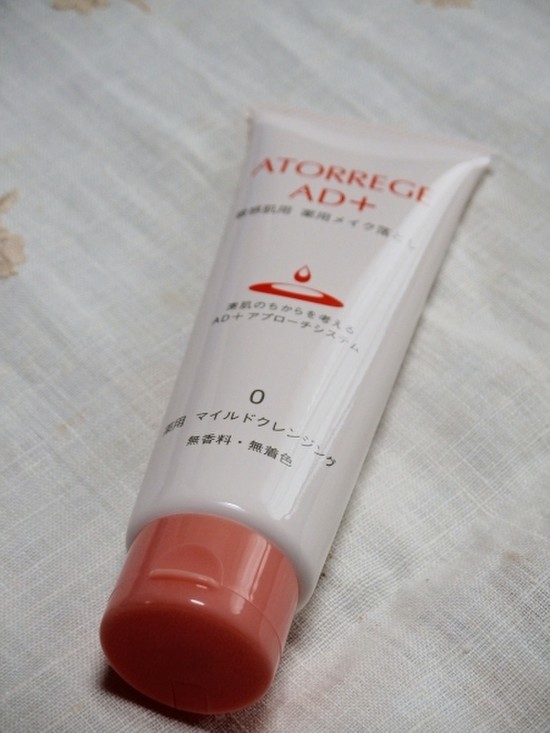 ATORREGE
AD+
敏感肌用 薬用メイク落とし
素肌のちからを考える
AD+アプローチシステム
0
薬用 マイルドクレンジング
無香料・無着色